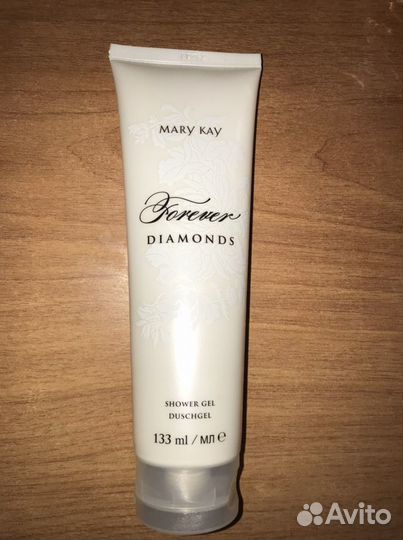 MARY KAY
Forever
DIAMONDS
SHOWER GEL
DUSCHGEL
133 ml / МЛ ℮
Avito